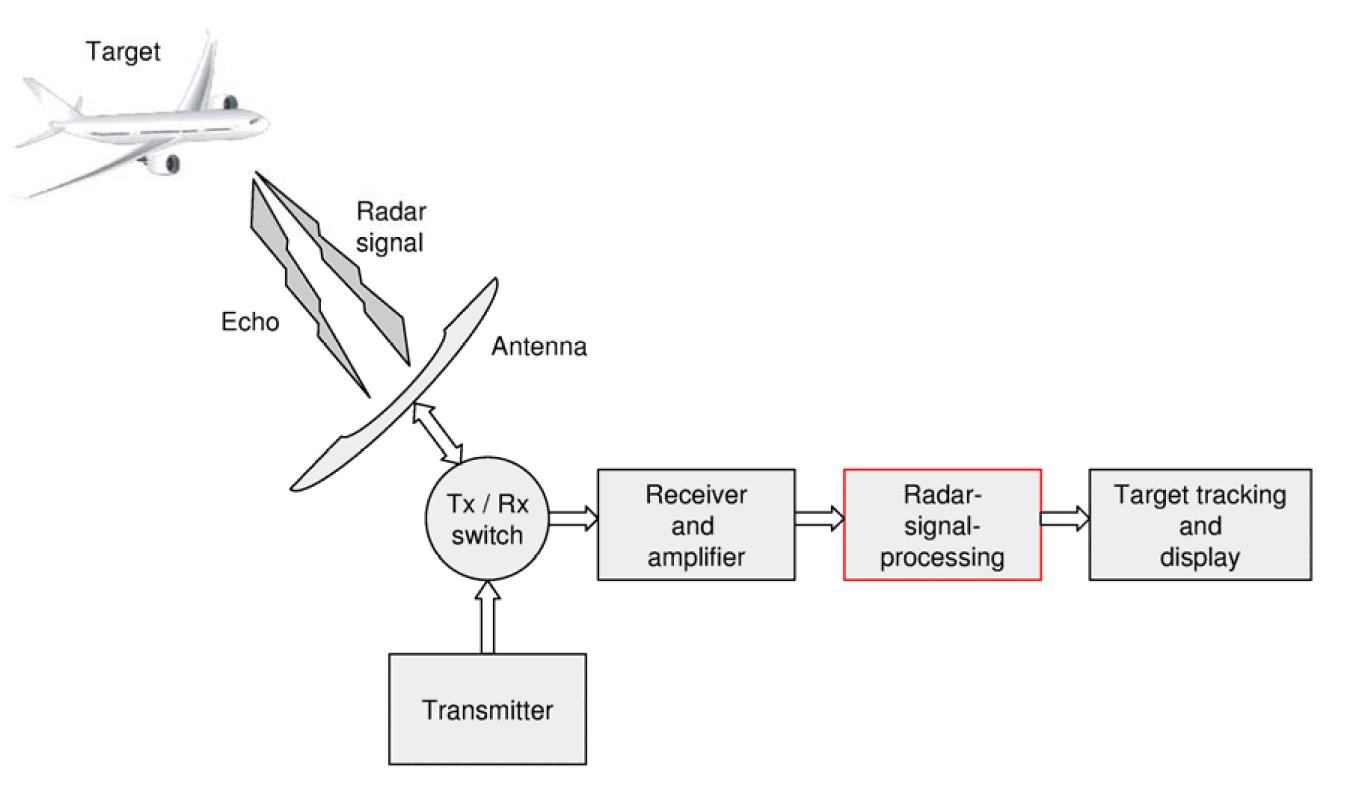 Target
Radar
signal
Echo
Antenna
Tx / Rx
switch
Receiver
and
amplifier
Radar-
signal-
processing
Target tracking
and
display
Transmitter